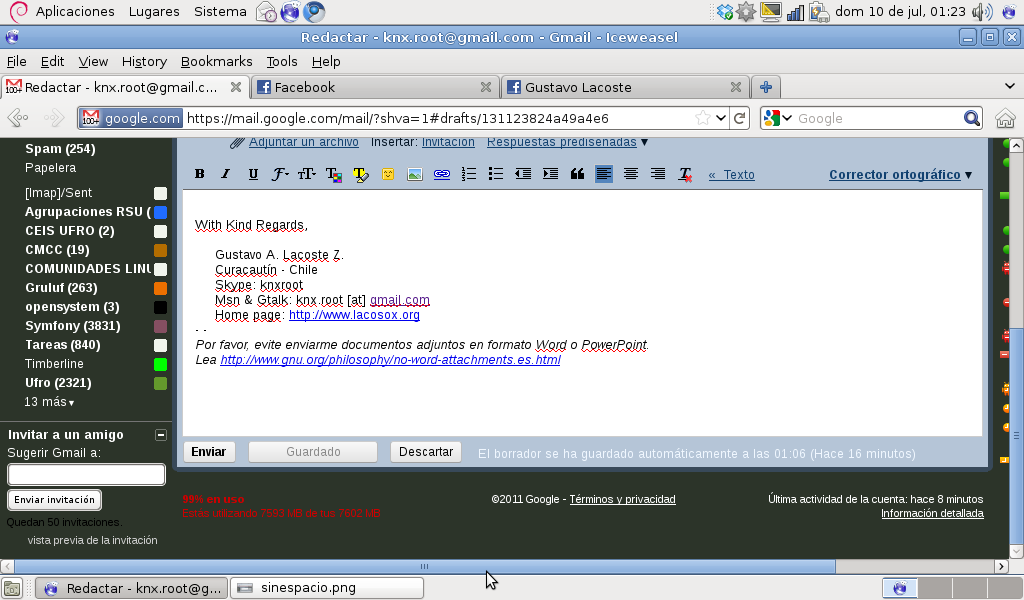 Aplicaciones Lugares Sistema dom 10 de jul, 01:23
Redactar - knx.root@gmail.com - Gmail - Iceweasel
File Edit View History Bookmarks Tools Help
100+ Redactar - knx.root@gmail.c... Facebook Gustavo Lacoste
100+ google.com https://mail.google.com/mail/?shva=1#drafts/131123824a49a4e6 Google
Adjuntar un archivo Insertar: Invitación Respuestas prediseñadas ▾
B I U « Texto Corrector ortográfico ▾
Spam (254)
Papelera
[Imap]/Sent
Agrupaciones RSU (
CEIS UFRO (2)
CMCC (19)
COMUNIDADES LINU
Gruluf (263)
opensystem (3)
Symfony (3831)
Tareas (840)
Timberline
Ufro (2321)
13 más ▾
With Kind Regards,
Gustavo A. Lacoste Z.
Curacautín - Chile
Skype: knxroot
Msn & Gtalk: knx.root [at] gmail.com
Home page: http://www.lacosox.org
- -
Por favor, evite enviarme documentos adjuntos en formato Word o PowerPoint.
Lea http://www.gnu.org/philosophy/no-word-attachments.es.html
Enviar Guardado Descartar El borrador se ha guardado automáticamente a las 01:06 (Hace 16 minutos)
Invitar a un amigo
Sugerir Gmail a:
Enviar invitación
Quedan 50 invitaciones.
vista previa de la invitación
99% en uso
Estás utilizando 7593 MB de tus 7602 MB
©2011 Google - Términos y privacidad
Última actividad de la cuenta: hace 8 minutos
Información detallada
Redactar - knx.root@g... sinespacio.png